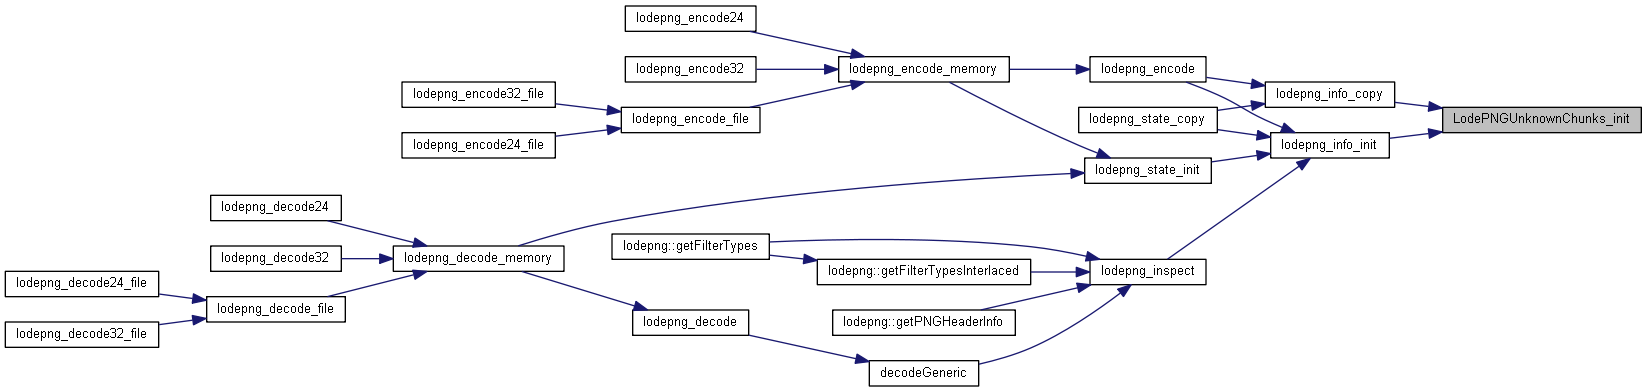 lodepng_encode24
lodepng_encode32
lodepng_encode_memory
lodepng_encode
lodepng_encode32_file
lodepng_info_copy
lodepng_encode_file
lodepng_state_copy
LodePNGUnknownChunks_init
lodepng_encode24_file
lodepng_info_init
lodepng_state_init
lodepng_decode24
lodepng::getFilterTypes
lodepng_decode32
lodepng_decode_memory
lodepng::getFilterTypesInterlaced
lodepng_inspect
lodepng_decode24_file
lodepng_decode_file
lodepng_decode
lodepng::getPNGHeaderInfo
lodepng_decode32_file
decodeGeneric